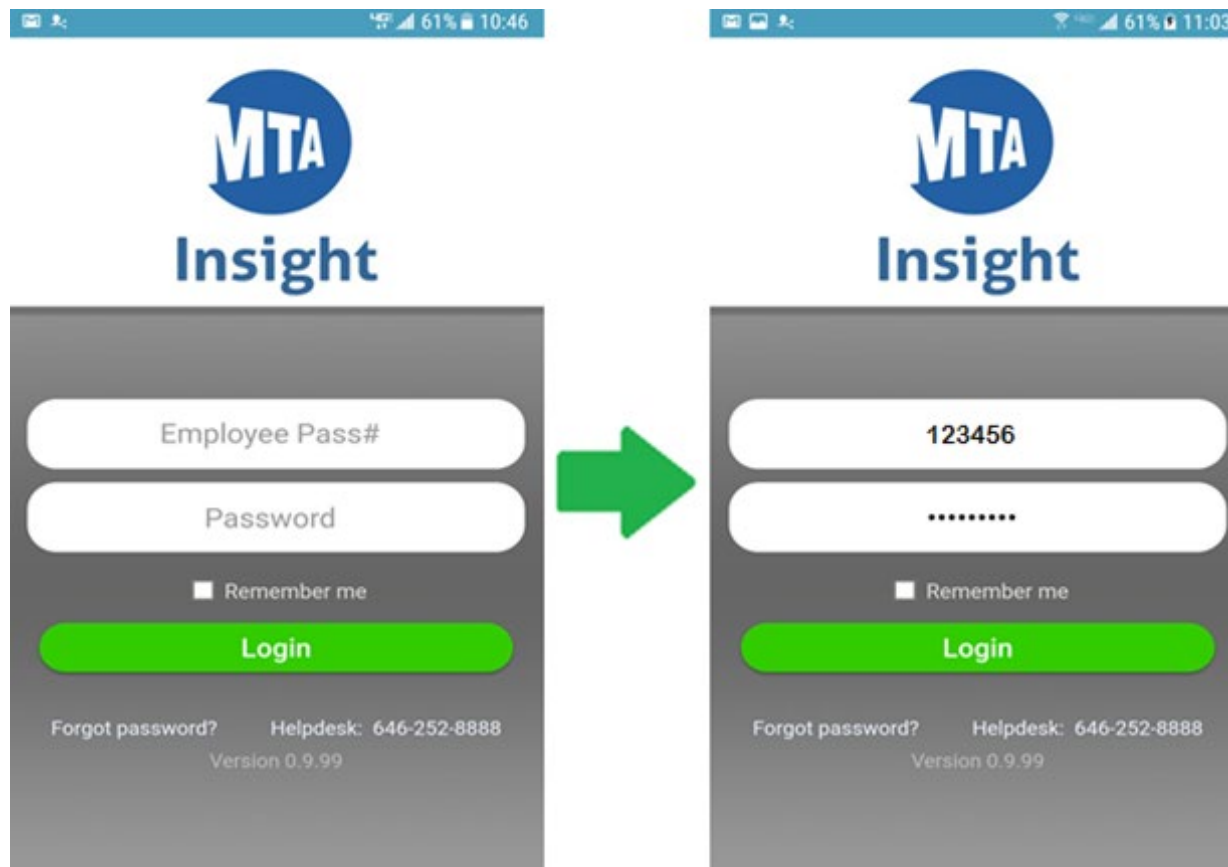 61% 10:46
MTA
Insight
Employee Pass#
Password
Remember me
Login
Forgot password? Helpdesk: 646-252-8888
Version 0.9.99
61% 11:03
MTA
Insight
123456
•••••••••
Remember me
Login
Forgot password? Helpdesk: 646-252-8888
Version 0.9.99